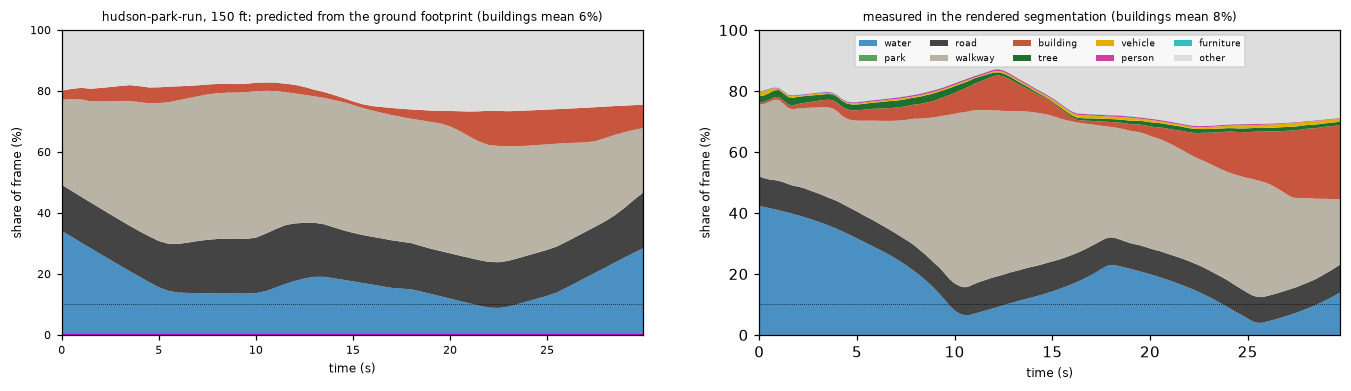 hudson-park-run, 150 ft: predicted from the ground footprint (buildings mean 6%)
100
80
60
40
20
0
share of frame (%)
0 5 10 15 20 25
time (s)
measured in the rendered segmentation (buildings mean 8%)
water road building vehicle furniture
park walkway tree person other
100
80
60
40
20
0
share of frame (%)
0 5 10 15 20 25
time (s)